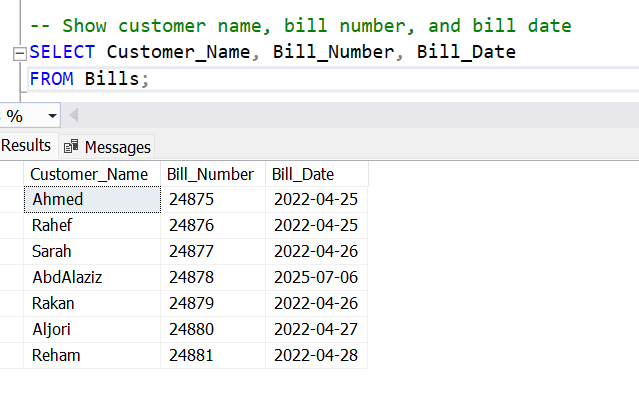 -- Show customer name, bill number, and bill date
SELECT Customer_Name, Bill_Number, Bill_Date
FROM Bills;
%
Results Messages
Customer_Name Bill_Number Bill_Date
Ahmed 24875 2022-04-25
Rahef 24876 2022-04-25
Sarah 24877 2022-04-26
AbdAlaziz 24878 2025-07-06
Rakan 24879 2022-04-26
Aljori 24880 2022-04-27
Reham 24881 2022-04-28